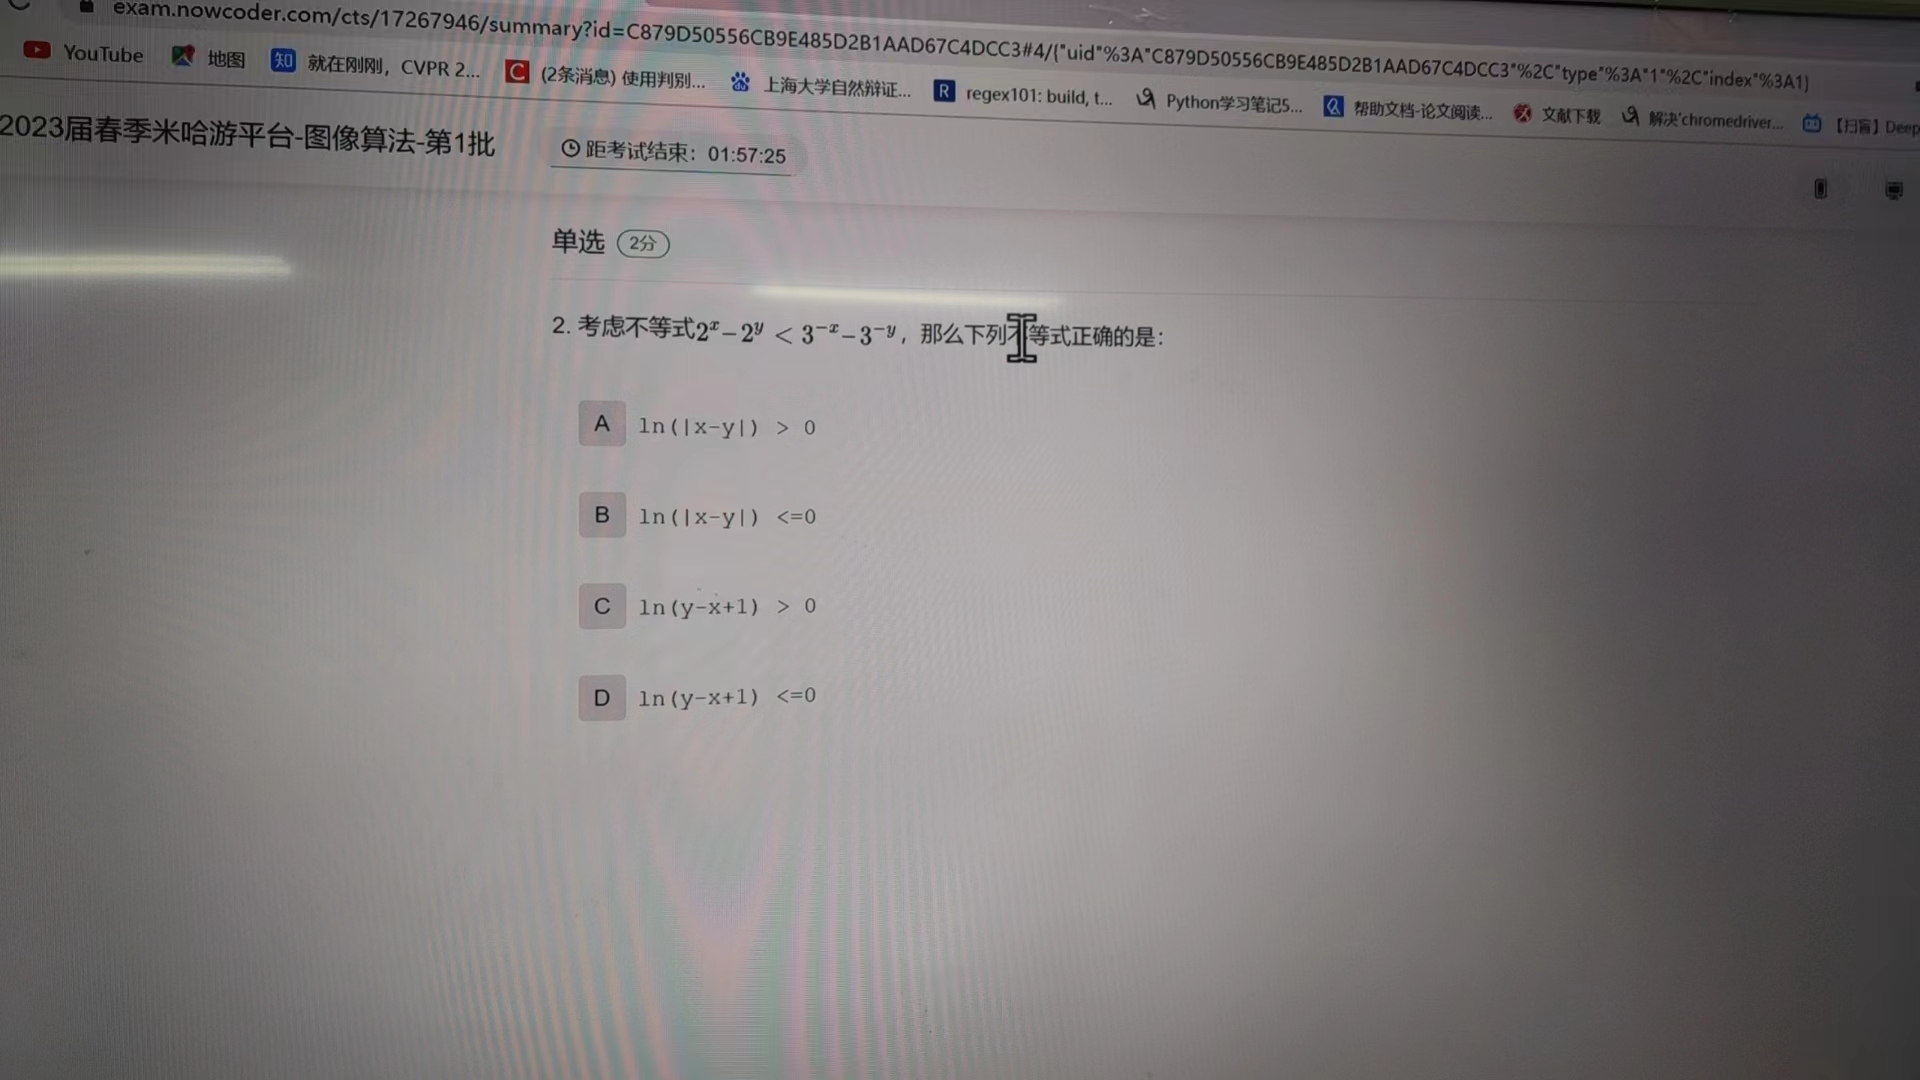 exam.nowcoder.com/cts/17267946/summary?id=C879D50556CB9E485D2B1AAD67C4DCC3#4/{"uid"%3A"C879D50556CB9E485D2B1AAD67C4DCC3"%2C"type"%3A"1"%2C"index"%3A1}
YouTube 地图 知 就在刚刚，CVPR 2... C (2条消息) 使用判别... 上海大学自然辩证... R regex101: build, t... Python学习笔记5... 帮助文档-论文阅读... 文献下载 解决'chromedriver... 【扫盲】Deep
2023届春季米哈游平台-图像算法-第1批 距考试结束：01:57:25
单选 2分
2. 考虑不等式2ˣ – 2ʸ < 3⁻ˣ – 3⁻ʸ，那么下列不等式正确的是：
A ln(|x-y|) > 0
B ln(|x-y|) <=0
C ln(y-x+1) > 0
D ln(y-x+1) <=0